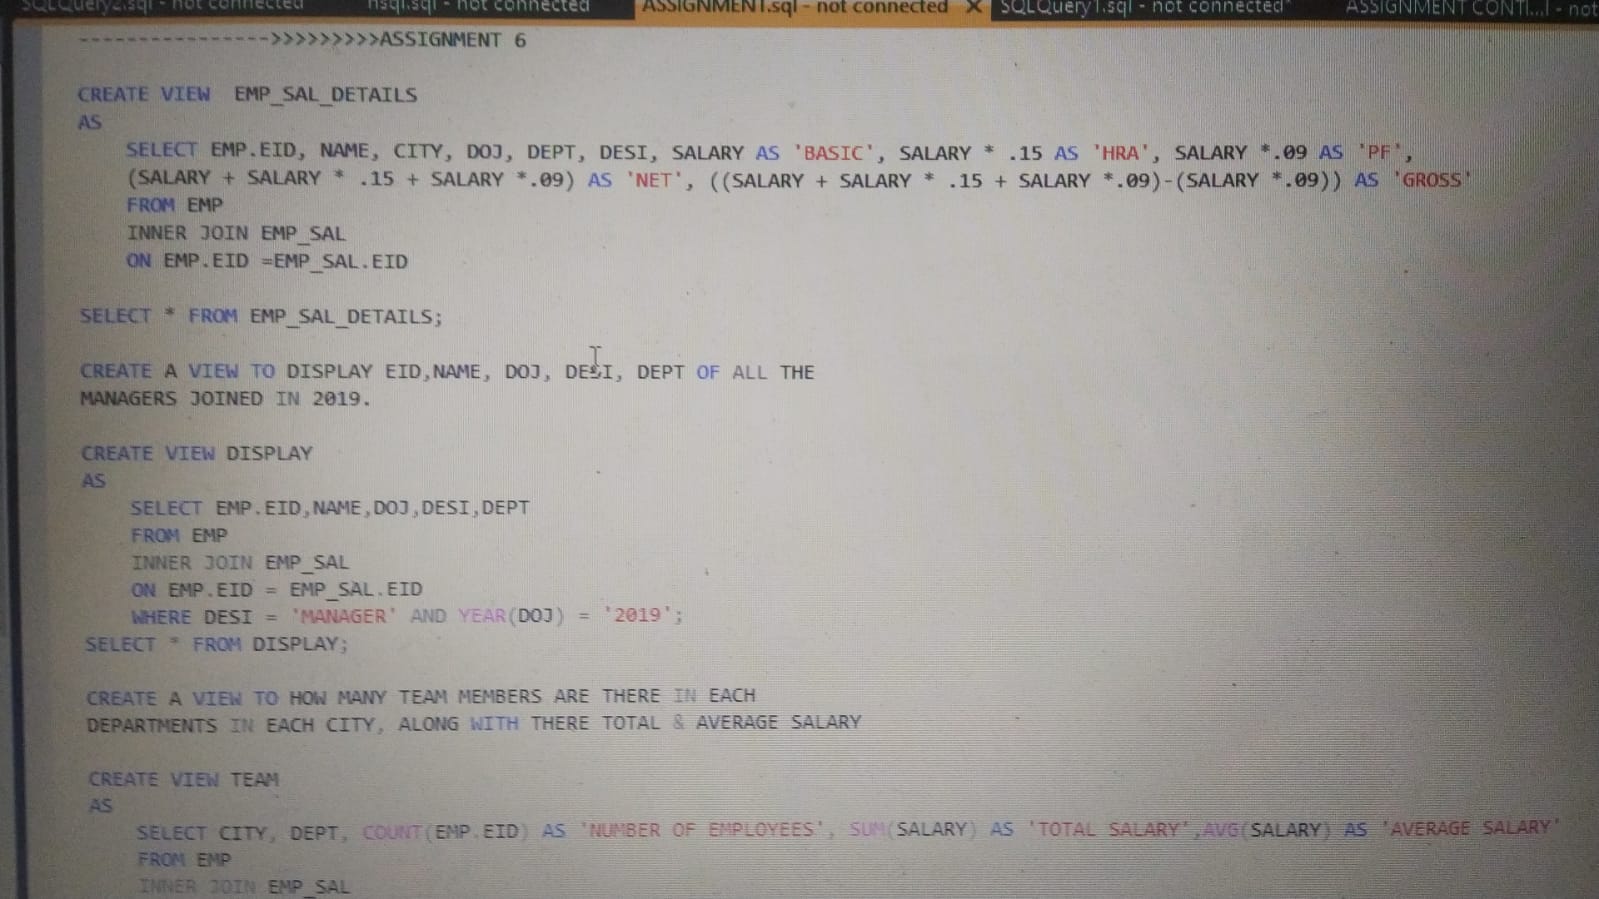 SQLQuery2.sql - not connected
nsql.sql - not connected
ASSIGNMENT.sql - not connected ✕
SQLQuery1.sql - not connected*
ASSIGNMENT CONTI...l - not
---------------->>>>>>>>>ASSIGNMENT 6
CREATE VIEW  EMP_SAL_DETAILS
AS
SELECT EMP.EID, NAME, CITY, DOJ, DEPT, DESI, SALARY AS 'BASIC', SALARY * .15 AS 'HRA', SALARY *.09 AS 'PF',
(SALARY + SALARY * .15 + SALARY *.09) AS 'NET', ((SALARY + SALARY * .15 + SALARY *.09)-(SALARY *.09)) AS 'GROSS'
FROM EMP
INNER JOIN EMP_SAL
ON EMP.EID =EMP_SAL.EID
SELECT * FROM EMP_SAL_DETAILS;
CREATE A VIEW TO DISPLAY EID,NAME, DOJ, DESI, DEPT OF ALL THE
MANAGERS JOINED IN 2019.
CREATE VIEW DISPLAY
AS
SELECT EMP.EID,NAME,DOJ,DESI,DEPT
FROM EMP
INNER JOIN EMP_SAL
ON EMP.EID = EMP_SAL.EID
WHERE DESI = 'MANAGER' AND YEAR(DOJ) = '2019';
SELECT * FROM DISPLAY;
CREATE A VIEW TO HOW MANY TEAM MEMBERS ARE THERE IN EACH
DEPARTMENTS IN EACH CITY, ALONG WITH THERE TOTAL & AVERAGE SALARY
CREATE VIEW TEAM
AS
SELECT CITY, DEPT, COUNT(EMP.EID) AS 'NUMBER OF EMPLOYEES', SUM(SALARY) AS 'TOTAL SALARY',AVG(SALARY) AS 'AVERAGE SALARY'
FROM EMP
INNER JOIN EMP_SAL